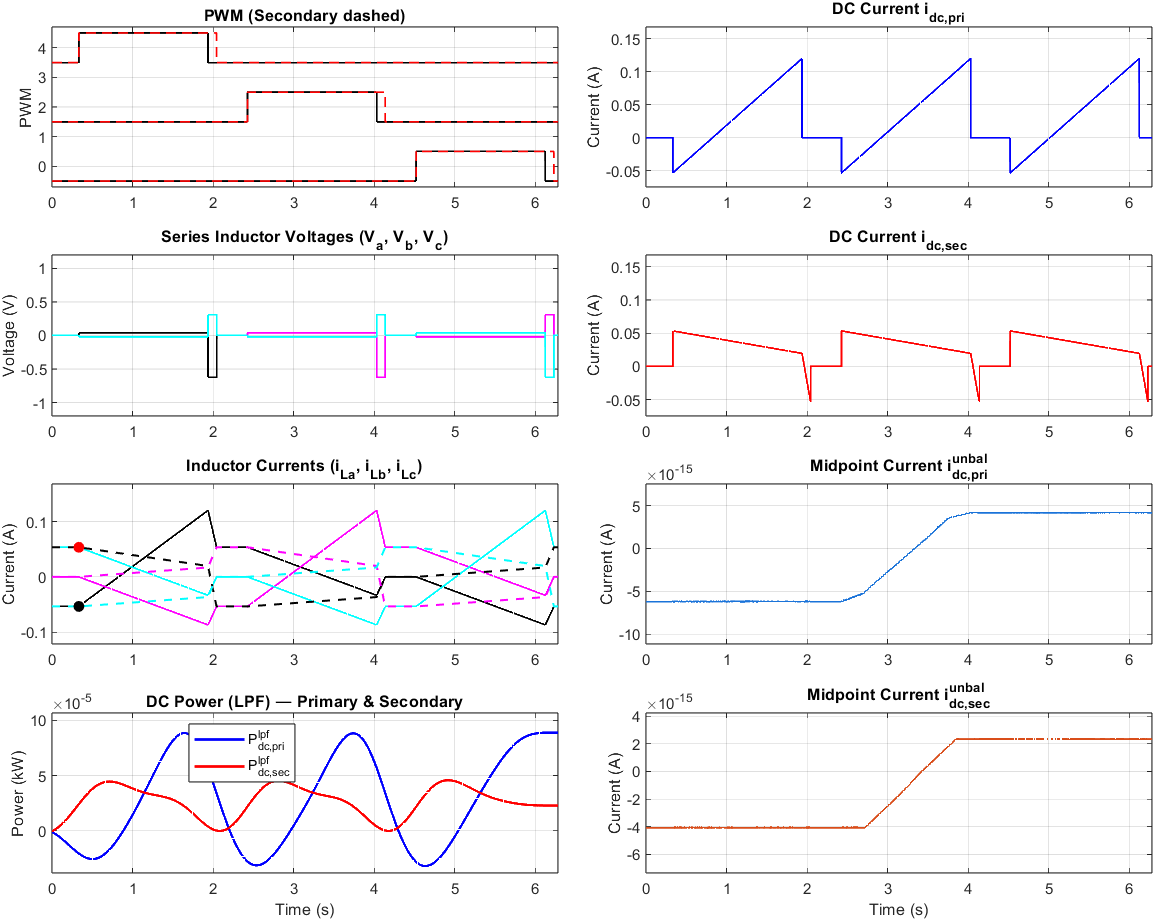 PWM (Secondary dashed)
PWM
4
3
2
1
0
0 1 2 3 4 5 6
DC Current i_dc,pri
Current (A)
0.15
0.1
0.05
0
-0.05
0 1 2 3 4 5 6
Series Inductor Voltages (V_a, V_b, V_c)
Voltage (V)
1
0.5
0
-0.5
-1
0 1 2 3 4 5 6
DC Current i_dc,sec
Current (A)
0.15
0.1
0.05
0
-0.05
0 1 2 3 4 5 6
Inductor Currents (i_La, i_Lb, i_Lc)
Current (A)
0.1
0
-0.1
0 1 2 3 4 5 6
Midpoint Current i_dc,pri^unbal
×10^-15
Current (A)
5
0
-5
-10
0 1 2 3 4 5 6
DC Power (LPF) — Primary & Secondary
×10^-5
Power (kW)
10
5
0
P_dc,pri^lpf
P_dc,sec^lpf
0 1 2 3 4 5 6
Time (s)
Midpoint Current i_dc,sec^unbal
×10^-15
Current (A)
4
2
0
-2
-4
-6
0 1 2 3 4 5 6
Time (s)